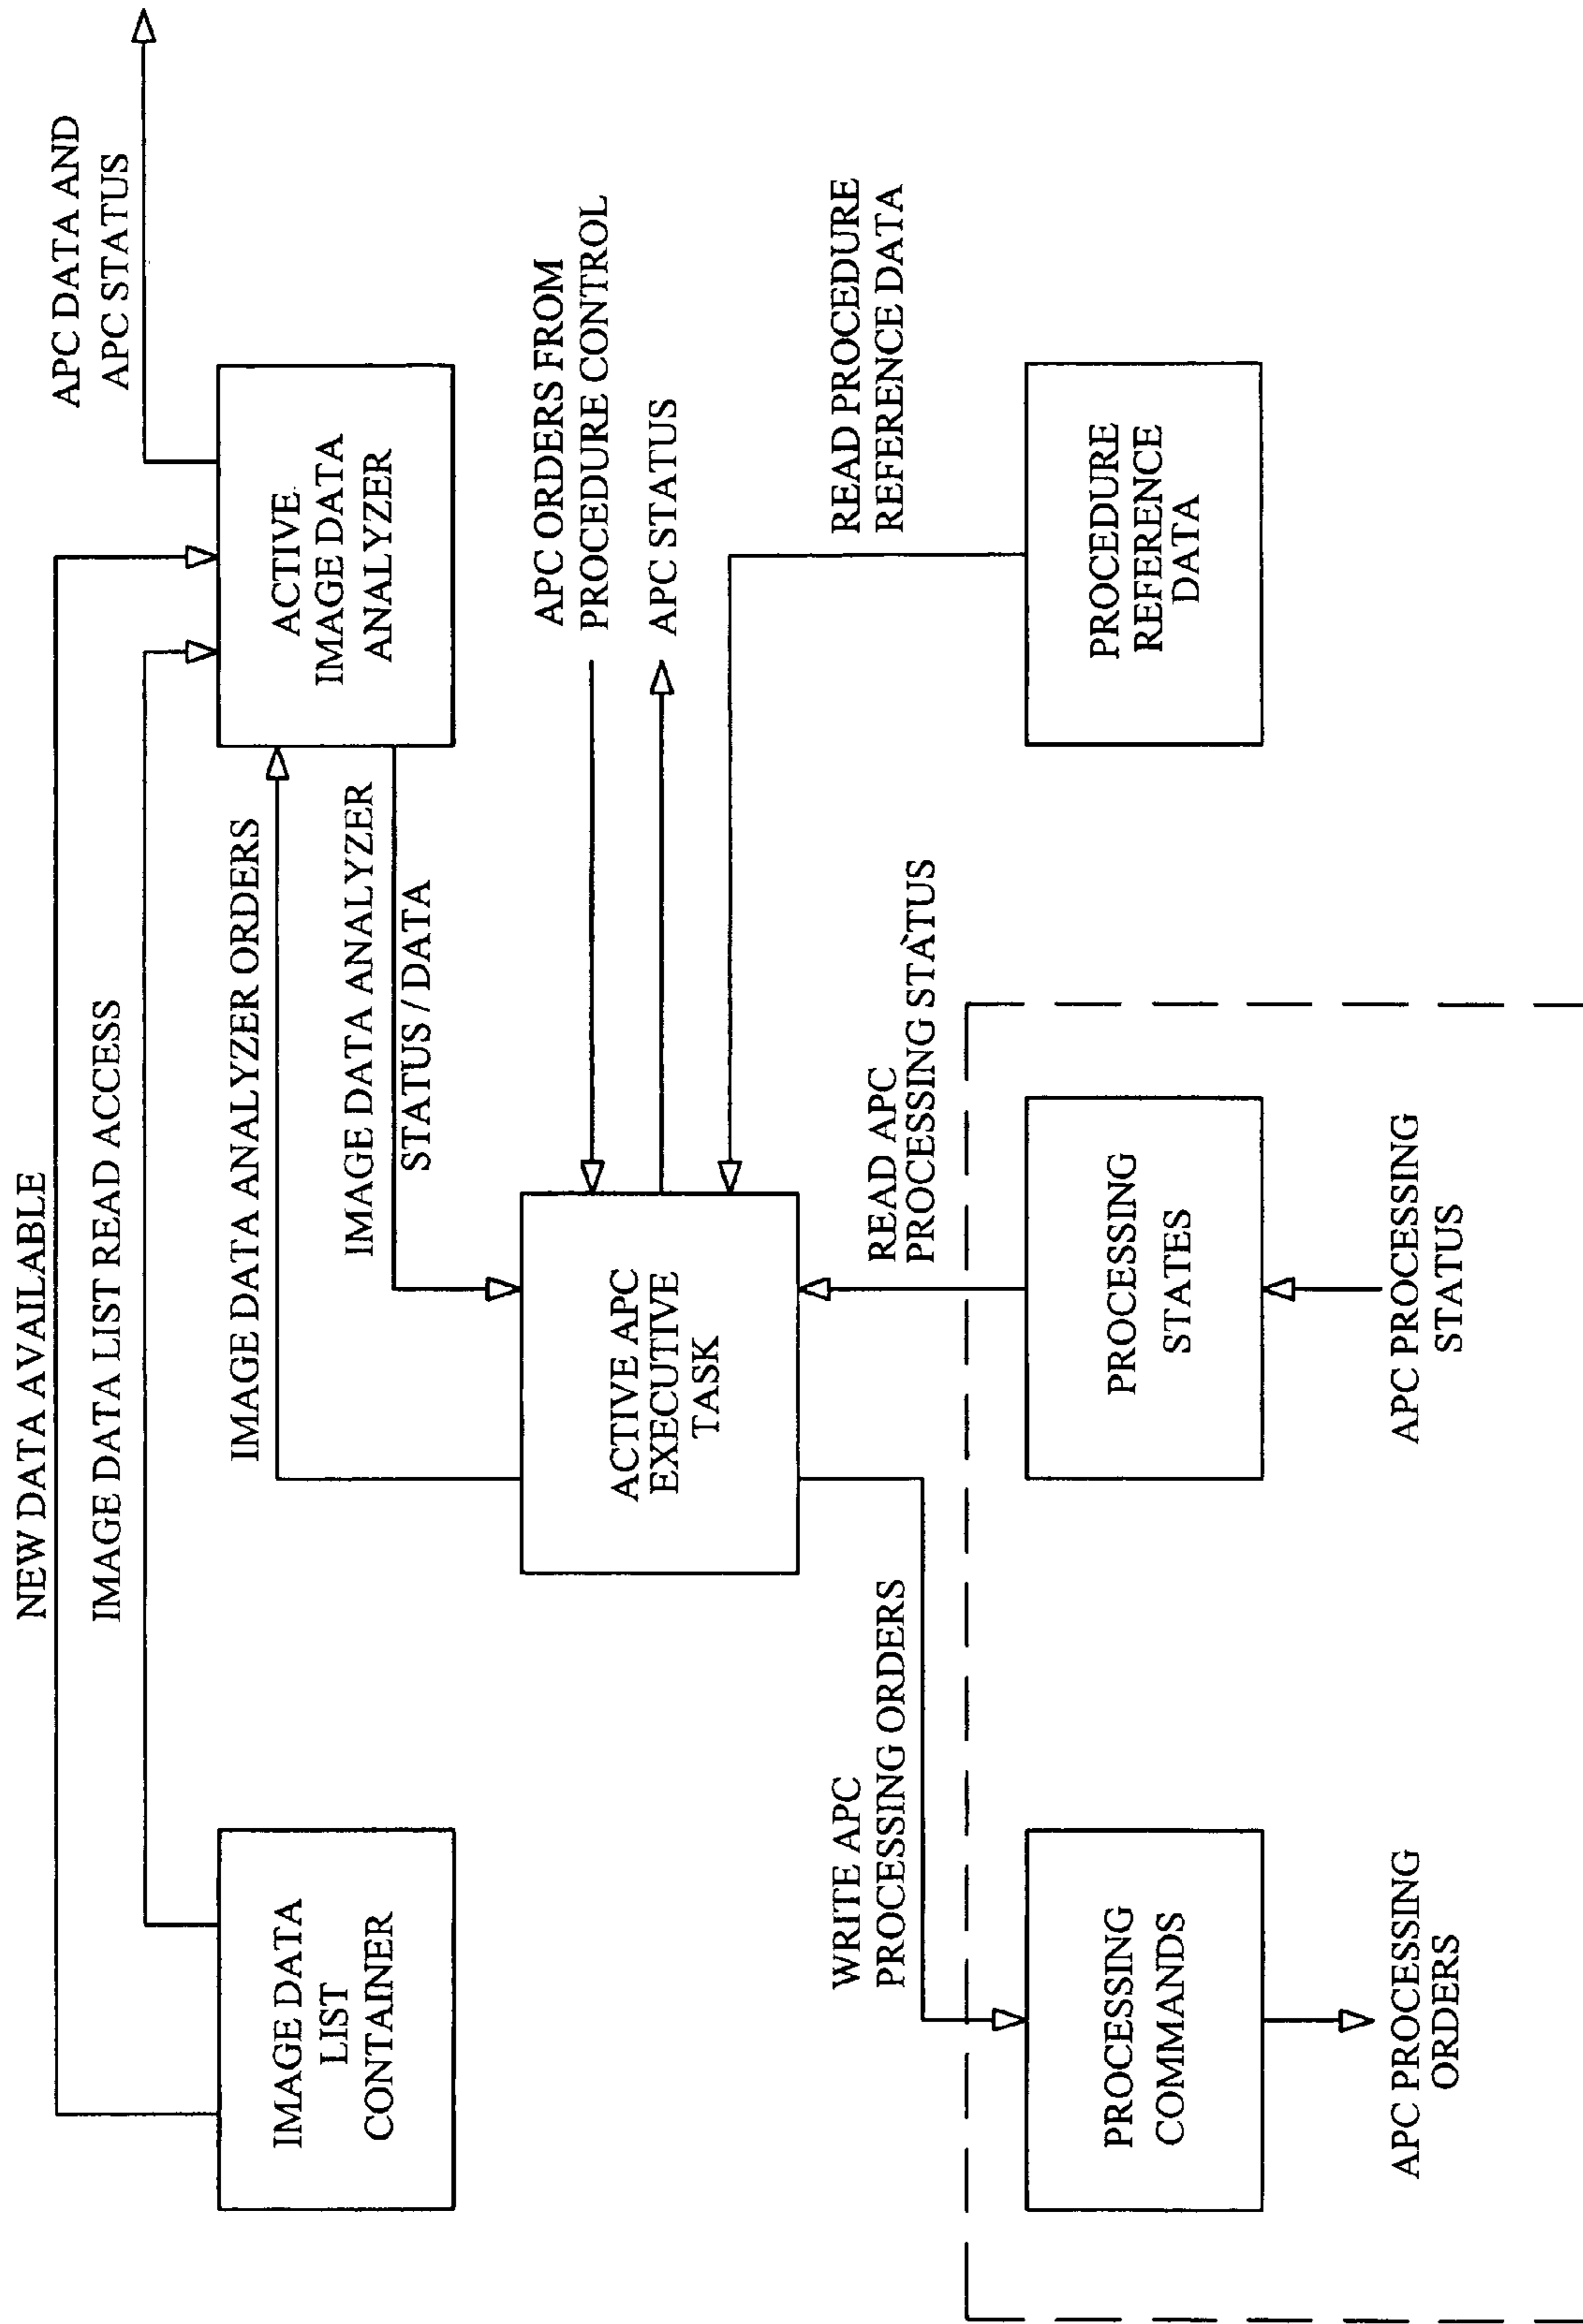 NEW DATA AVAILABLE
IMAGE DATA LIST READ ACCESS
APC DATA AND
APC STATUS
IMAGE DATA
LIST
CONTAINER
IMAGE DATA ANALYZER ORDERS
IMAGE DATA ANALYZER
STATUS / DATA
ACTIVE
IMAGE DATA
ANALYZER
ACTIVE APC
EXECUTIVE
TASK
APC ORDERS FROM
PROCEDURE CONTROL
APC STATUS
WRITE APC
PROCESSING ORDERS
READ APC
PROCESSING STATUS
READ PROCEDURE
REFERENCE DATA
PROCESSING
COMMANDS
PROCESSING
STATES
PROCEDURE
REFERENCE
DATA
APC PROCESSING
ORDERS
APC PROCESSING
STATUS